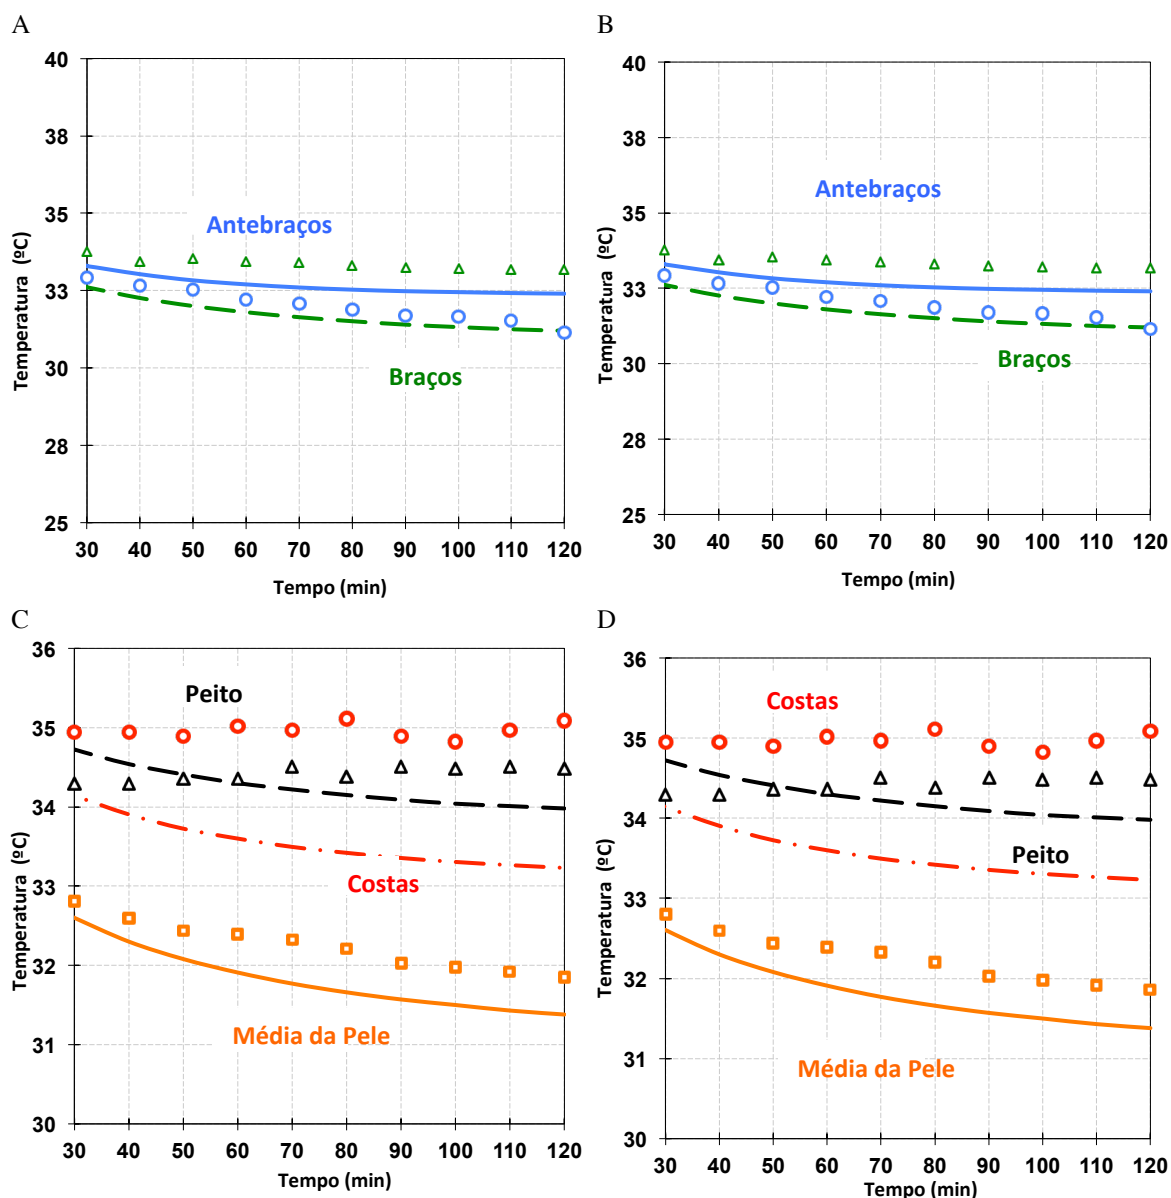 A
40
38
35
33
30
28
25
Temperatura (ºC)
Antebraços
Braços
30 40 50 60 70 80 90 100 110 120
Tempo (min)
B
40
38
35
33
30
28
25
Temperatura (ºC)
Antebraços
Braços
30 40 50 60 70 80 90 100 110 120
Tempo (min)
C
36
35
34
33
32
31
30
Temperatura (ºC)
Peito
Costas
Média da Pele
30 40 50 60 70 80 90 100 110 120
Tempo (min)
D
36
35
34
33
32
31
30
Temperatura (ºC)
Costas
Peito
Média da Pele
30 40 50 60 70 80 90 100 110 120
Tempo (min)